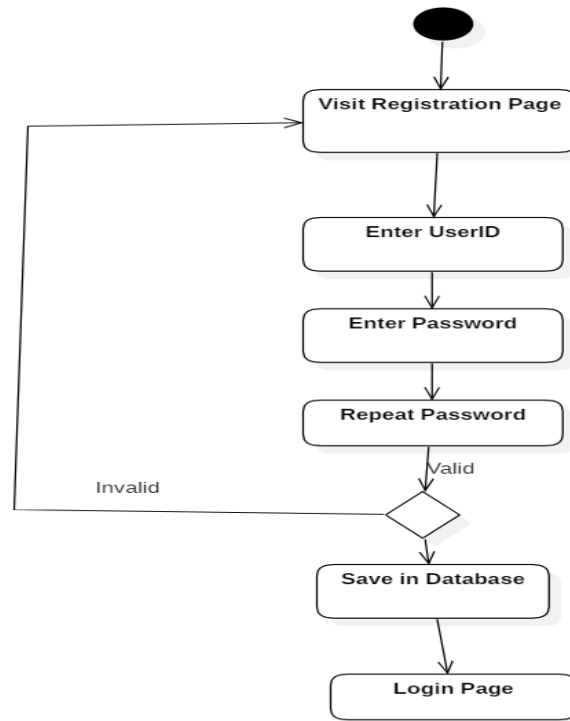 Visit Registration Page
Enter UserID
Enter Password
Repeat Password
Valid
Invalid
Save in Database
Login Page